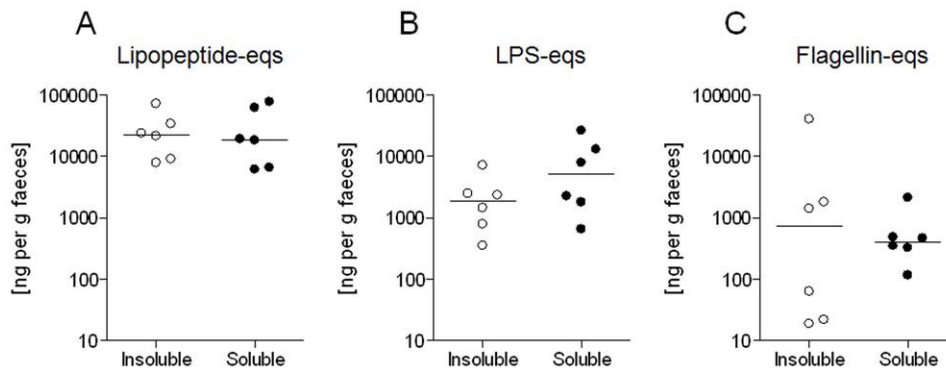 A
Lipopeptide-eqs
[ng per g faeces]
100000
10000
1000
100
10
Insoluble Soluble
B
LPS-eqs
[ng per g faeces]
100000
10000
1000
100
10
Insoluble Soluble
C
Flagellin-eqs
[ng per g faeces]
100000
10000
1000
100
10
Insoluble Soluble